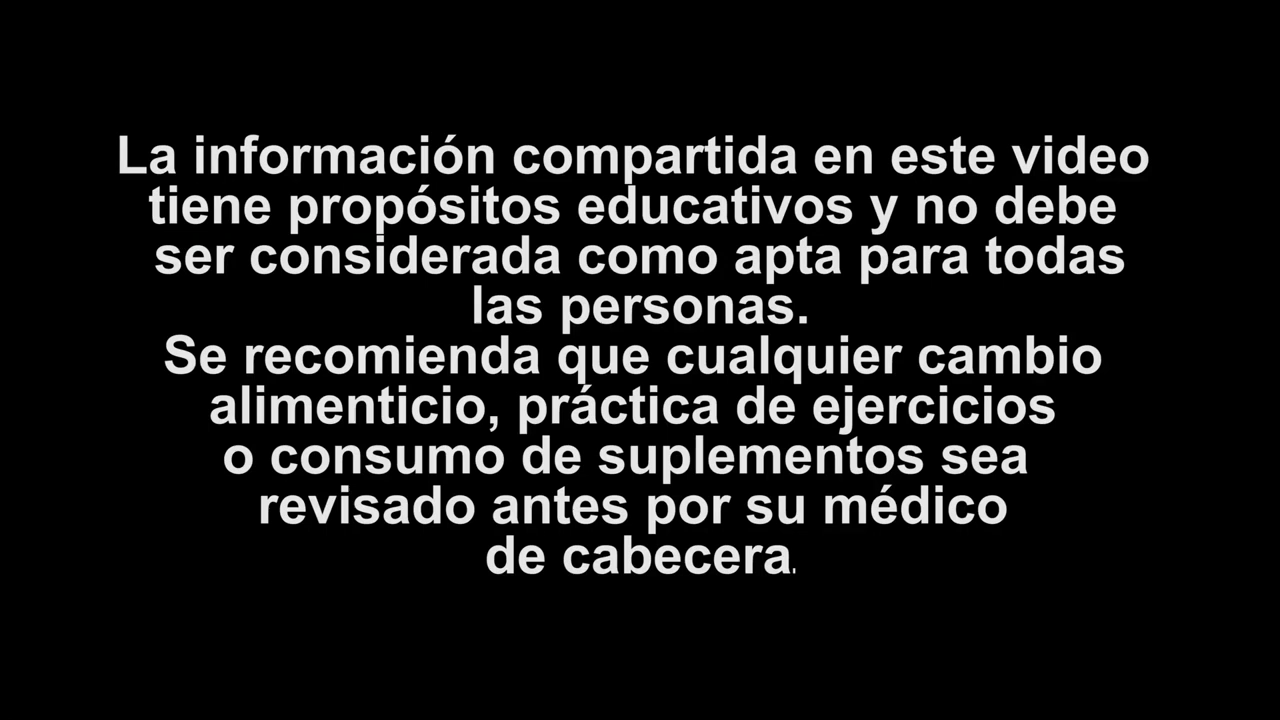 La información compartida en este video
tiene propósitos educativos y no debe
ser considerada como apta para todas
las personas.
Se recomienda que cualquier cambio
alimenticio, práctica de ejercicios
o consumo de suplementos sea
revisado antes por su médico
de cabecera.